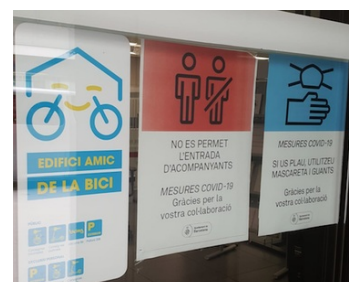 EDIFICI AMIC
DE LA BICI
NO ES PERMET
L'ENTRADA
D'ACOMPANYANTS
MESURES COVID-19
Gràcies per la
vostra col·laboració
MESURES COVID-19
SI US PLAU, UTILITZEU
MASCARETA I GUANTS
Gràcies per la
vostra col·laboració